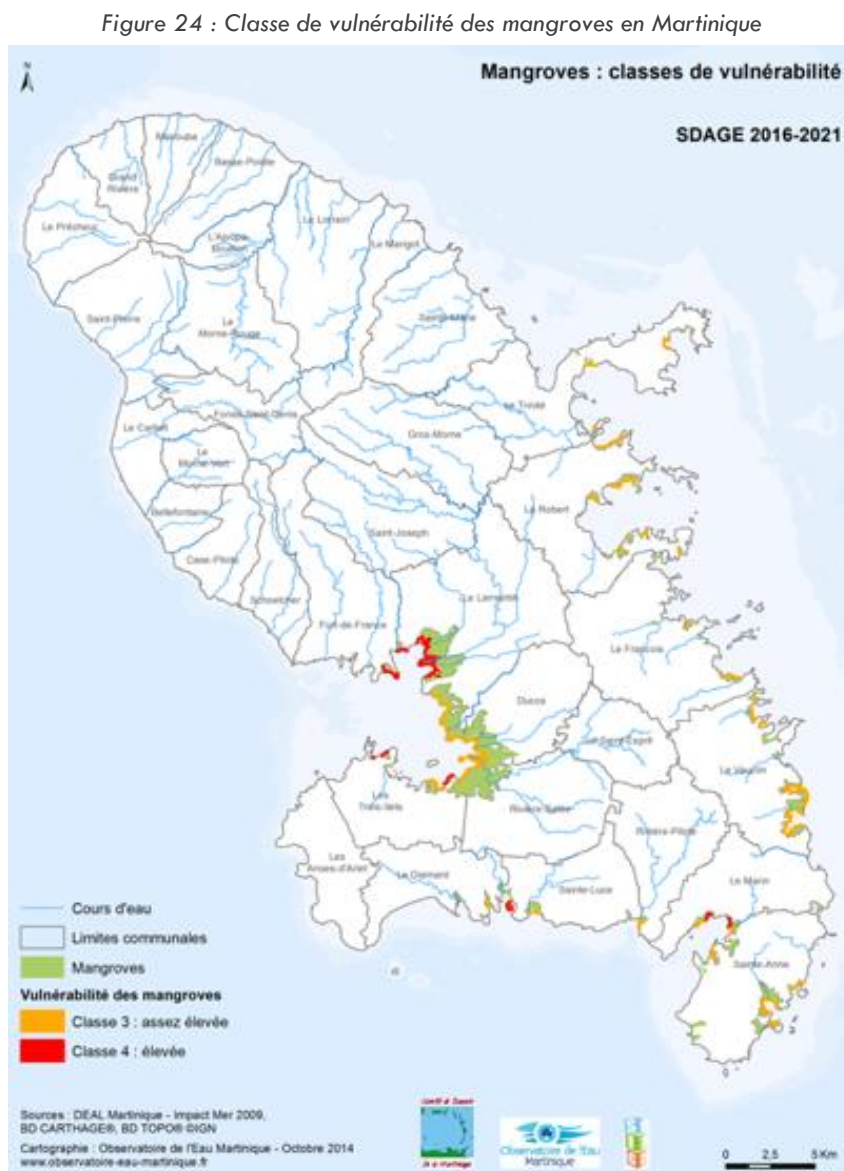 Figure 24 : Classe de vulnérabilité des mangroves en Martinique
N
Mangroves : classes de vulnérabilité
SDAGE 2016-2021
Macouba
Basse-Pointe
Grand
Rivière
Le Prêcheur
Le Lorrain
Le Marigot
Saint-Pierre
Le
Morne-Rouge
Sainte-Marie
La Trinité
Fonds-Saint-Denis
Le Carbet
Gros-Morne
Le
Morne-Vert
Le Robert
Bellefontaine
Saint-Joseph
Case-Pilote
Schoelcher
Le Lamentin
Fort-de-France
Le François
Ducos
Saint-Esprit
Le Vauclin
Les
Trois-Ilets
Rivière-Salée
Rivière-Pilote
Les
Anses-d'Arlet
Le Diamant
Sainte-Luce
Le Marin
Sainte-Anne
Cours d'eau
Limites communales
Mangroves
Vulnérabilité des mangroves
Classe 3 : assez élevée
Classe 4 : élevée
Sources : DEAL Martinique - Impact Mer 2009,
BD CARTHAGE®, BD TOPO® ©IGN
Cartographie : Observatoire de l'Eau Martinique - Octobre 2014
www.observatoire-eau-martinique.fr
Observatoire de l'Eau
Martinique
0 2,5 5 Km